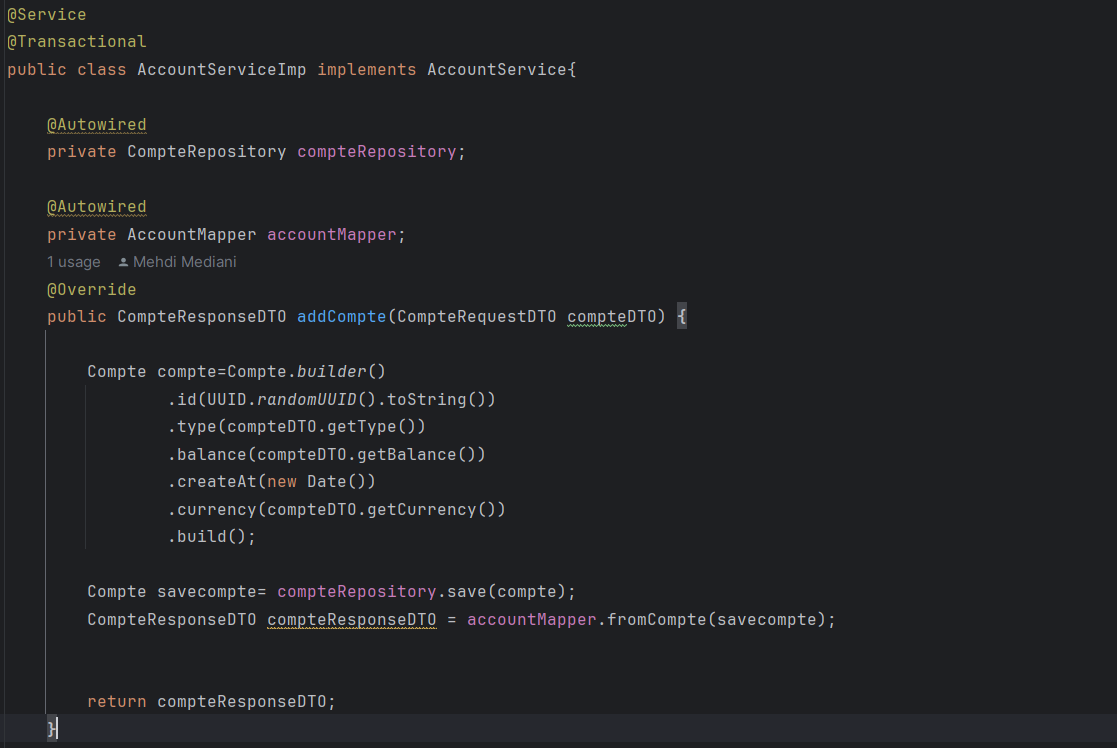 @Service
@Transactional
public class AccountServiceImp implements AccountService{
@Autowired
private CompteRepository compteRepository;
@Autowired
private AccountMapper accountMapper;
1 usage Mehdi Mediani
@Override
public CompteResponseDTO addCompte(CompteRequestDTO compteDTO) {
Compte compte=Compte.builder()
.id(UUID.randomUUID().toString())
.type(compteDTO.getType())
.balance(compteDTO.getBalance())
.createAt(new Date())
.currency(compteDTO.getCurrency())
.build();
Compte savecompte= compteRepository.save(compte);
CompteResponseDTO compteResponseDTO = accountMapper.fromCompte(savecompte);
return compteResponseDTO;
}